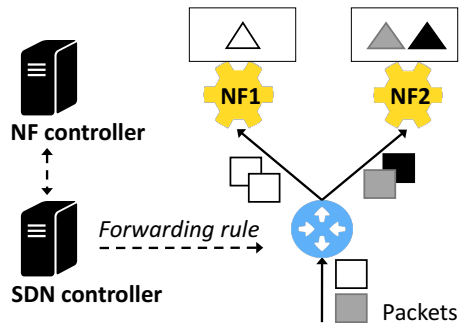 NF1
NF2
NF controller
Forwarding rule
SDN controller
Packets